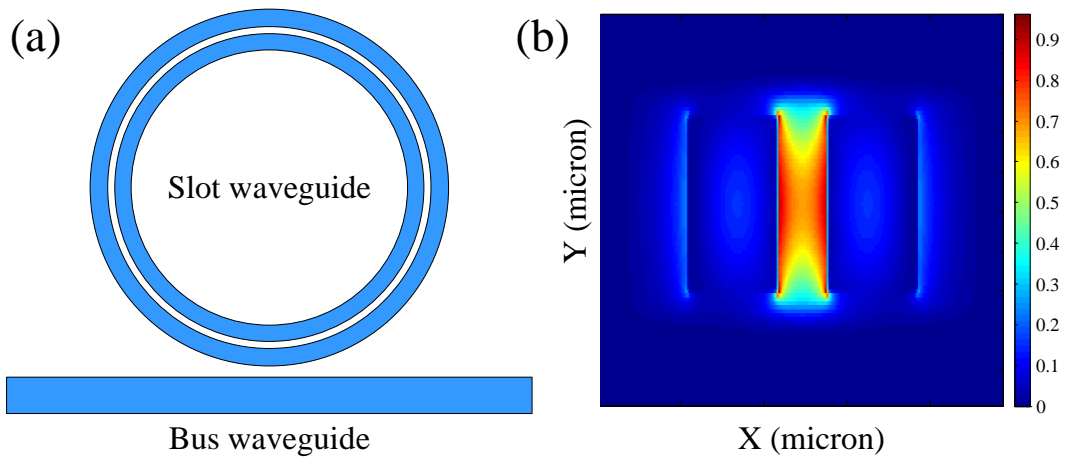 (a)
Slot waveguide
Bus waveguide
(b)
Y (micron)
X (micron)
0.9
0.8
0.7
0.6
0.5
0.4
0.3
0.2
0.1
0